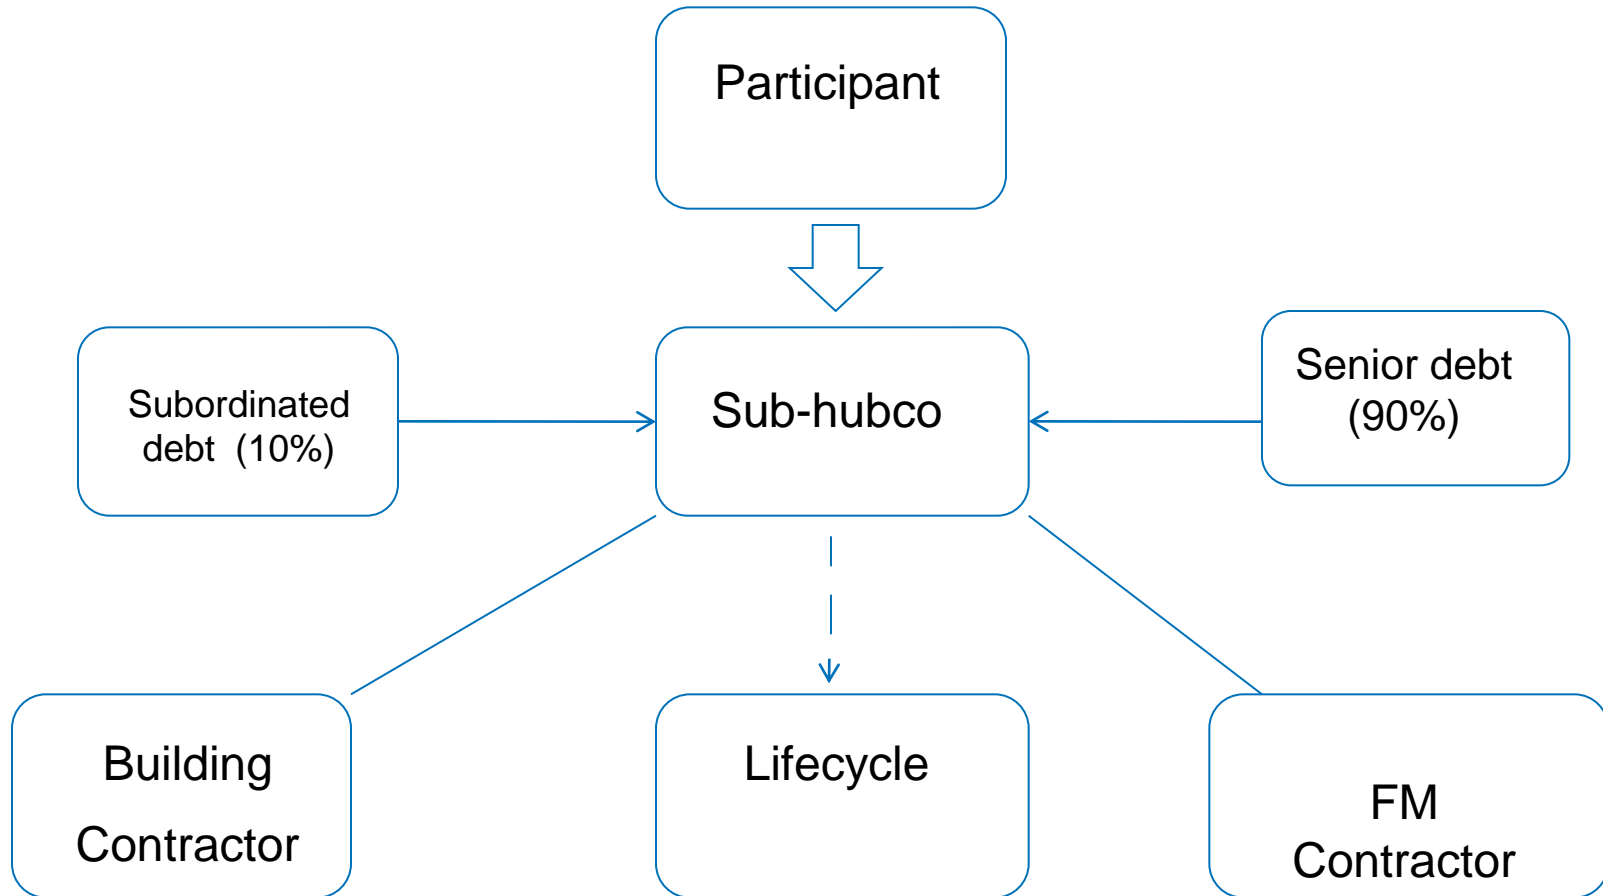 Participant
Subordinated
debt  (10%)
Sub-hubco
Senior debt
(90%)
Building
Contractor
Lifecycle
FM
Contractor